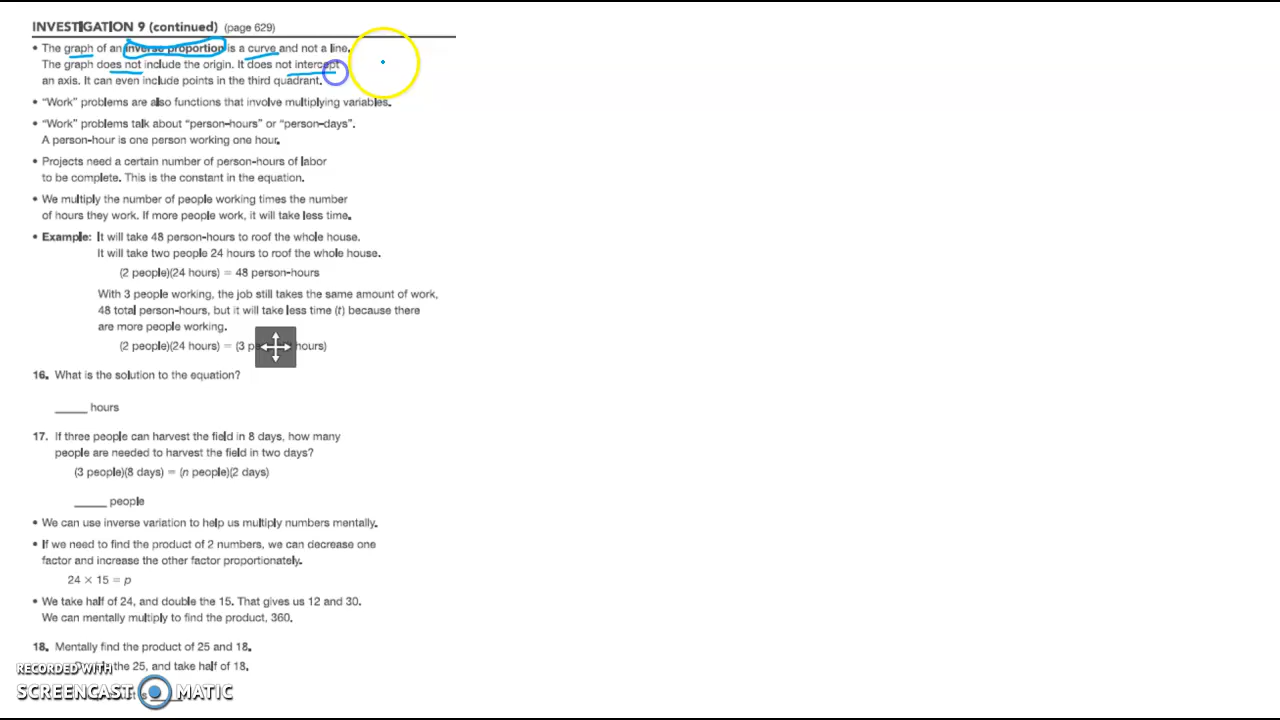 INVESTIGATION 9 (continued) (page 629)
• The graph of an inverse proportion is a curve and not a line.
The graph does not include the origin. It does not intercept
an axis. It can even include points in the third quadrant.
• “Work” problems are also functions that involve multiplying variables.
• “Work” problems talk about “person-hours” or “person-days”.
A person-hour is one person working one hour.
• Projects need a certain number of person-hours of labor
to be complete. This is the constant in the equation.
• We multiply the number of people working times the number
of hours they work. If more people work, it will take less time.
• Example: It will take 48 person-hours to roof the whole house.
It will take two people 24 hours to roof the whole house.
(2 people)(24 hours) = 48 person-hours
With 3 people working, the job still takes the same amount of work,
48 total person-hours, but it will take less time (t) because there
are more people working.
(2 people)(24 hours) = (3 hours)
16. What is the solution to the equation?
_____ hours
17. If three people can harvest the field in 8 days, how many
people are needed to harvest the field in two days?
(3 people)(8 days) = (n people)(2 days)
_____ people
• We can use inverse variation to help us multiply numbers mentally.
• If we need to find the product of 2 numbers, we can decrease one
factor and increase the other factor proportionately.
24 × 15 = p
• We take half of 24, and double the 15. That gives us 12 and 30.
We can mentally multiply to find the product, 360.
18. Mentally find the product of 25 and 18.
the 25, and take half of 18.
RECORDED WITH
SCREENCAST MATIC